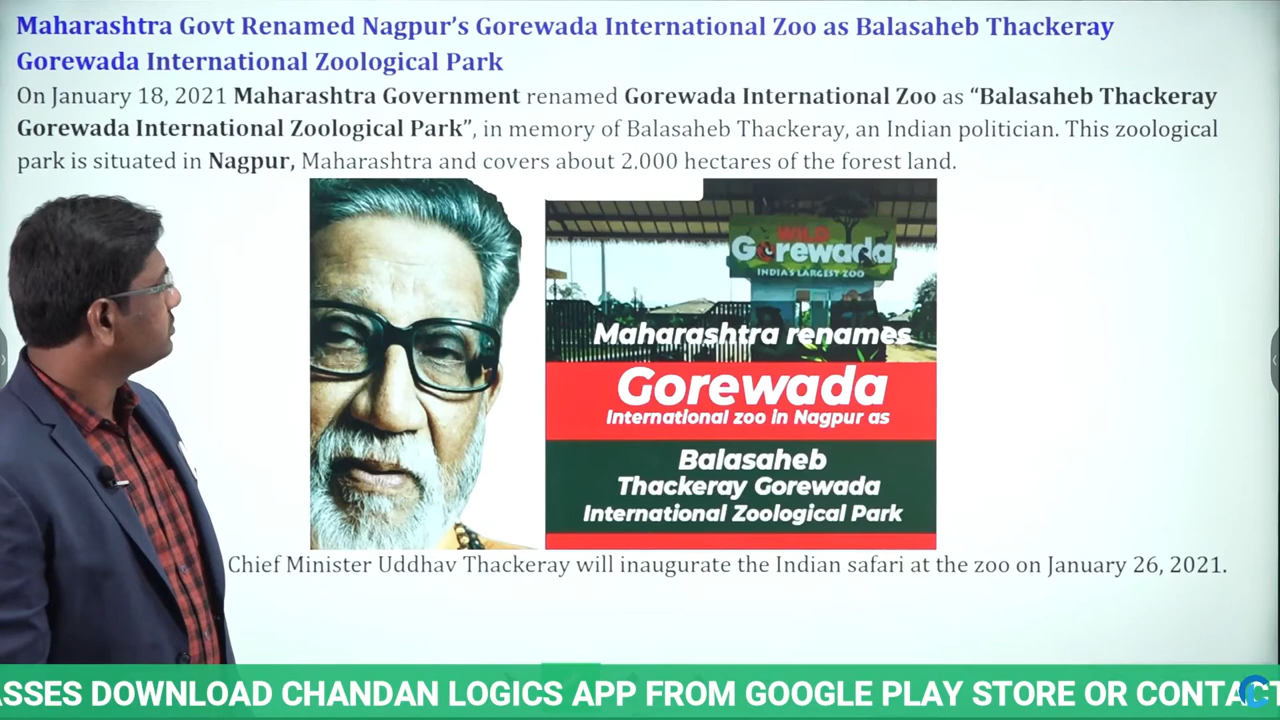 Maharashtra Govt Renamed Nagpur’s Gorewada International Zoo as Balasaheb Thackeray
Gorewada International Zoological Park
On January 18, 2021 Maharashtra Government renamed Gorewada International Zoo as “Balasaheb Thackeray
Gorewada International Zoological Park”, in memory of Balasaheb Thackeray, an Indian politician. This zoological
park is situated in Nagpur, Maharashtra and covers about 2,000 hectares of the forest land.
WILD
Gorewada
INDIA'S LARGEST ZOO
Maharashtra renames
Gorewada
International zoo in Nagpur as
Balasaheb
Thackeray Gorewada
International Zoological Park
Chief Minister Uddhav Thackeray will inaugurate the Indian safari at the zoo on January 26, 2021.
ASSES DOWNLOAD CHANDAN LOGICS APP FROM GOOGLE PLAY STORE OR CONTACT